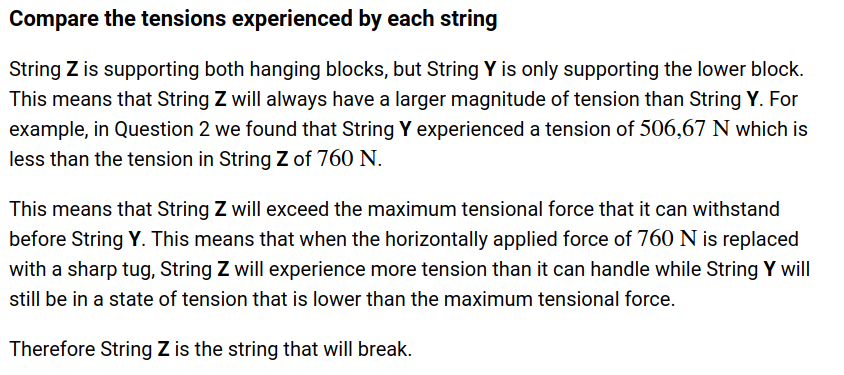 Compare the tensions experienced by each string
String Z is supporting both hanging blocks, but String Y is only supporting the lower block.
This means that String Z will always have a larger magnitude of tension than String Y. For
example, in Question 2 we found that String Y experienced a tension of 506,67 N which is
less than the tension in String Z of 760 N.
This means that String Z will exceed the maximum tensional force that it can withstand
before String Y. This means that when the horizontally applied force of 760 N is replaced
with a sharp tug, String Z will experience more tension than it can handle while String Y will
still be in a state of tension that is lower than the maximum tensional force.
Therefore String Z is the string that will break.